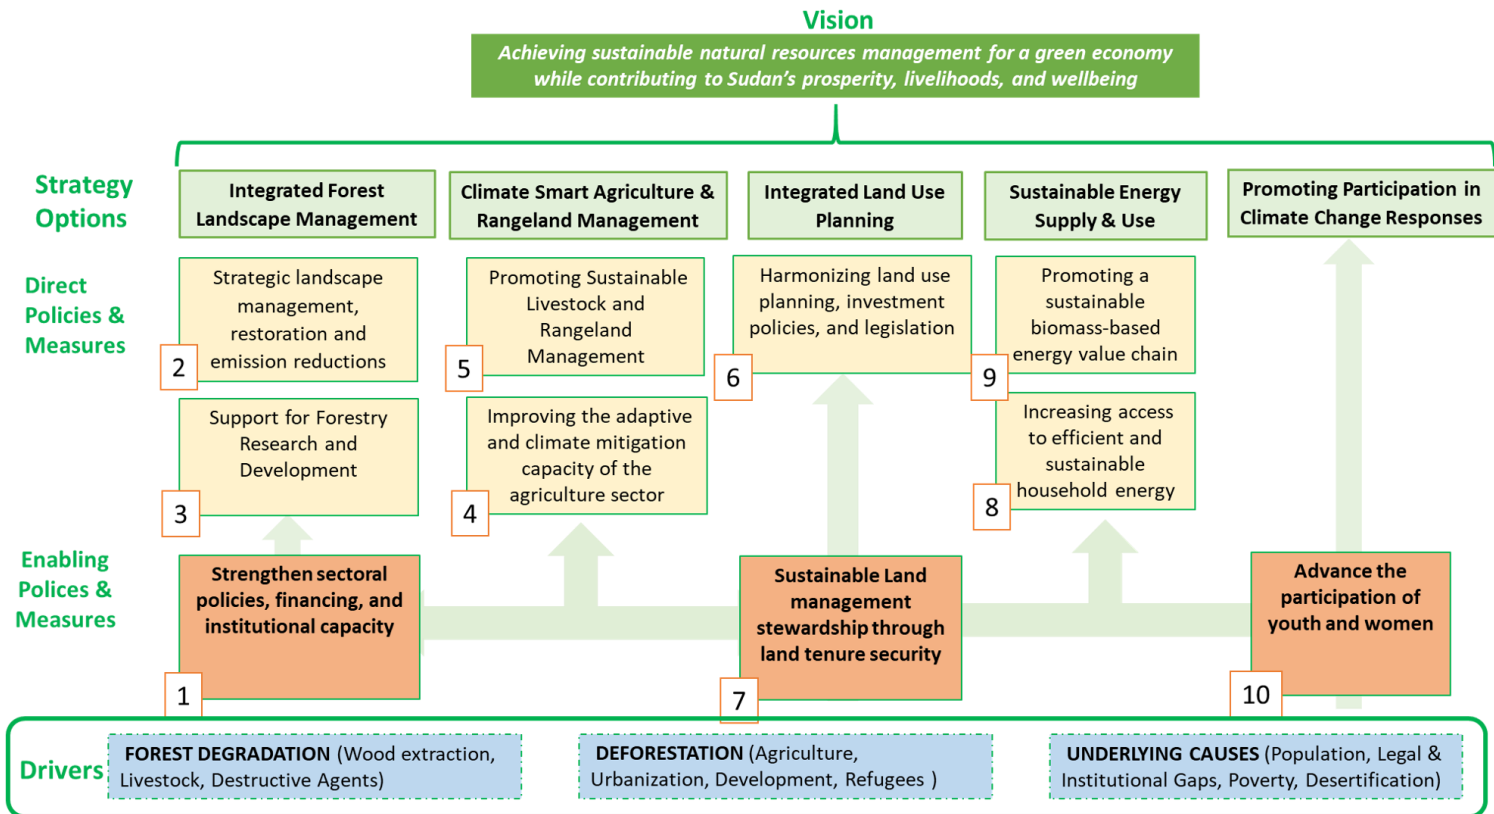 Vision
Achieving sustainable natural resources management for a green economy
while contributing to Sudan's prosperity, livelihoods, and wellbeing
Strategy
Options
Integrated Forest
Landscape Management
Climate Smart Agriculture &
Rangeland Management
Integrated Land Use
Planning
Sustainable Energy
Supply & Use
Promoting Participation in
Climate Change Responses
Direct
Policies &
Measures
Strategic landscape
management,
restoration and
emission reductions
2
Promoting Sustainable
Livestock and
Rangeland
Management
5
Harmonizing land use
planning, investment
policies, and legislation
6
Promoting a
sustainable
biomass-based
energy value chain
9
Support for Forestry
Research and
Development
3
Improving the adaptive
and climate mitigation
capacity of the
agriculture sector
4
Increasing access
to efficient and
sustainable
household energy
8
Enabling
Polices &
Measures
Strengthen sectoral
policies, financing, and
institutional capacity
1
Sustainable Land
management
stewardship through
land tenure security
7
Advance the
participation of
youth and women
10
Drivers
FOREST DEGRADATION (Wood extraction,
Livestock, Destructive Agents)
DEFORESTATION (Agriculture,
Urbanization, Development, Refugees )
UNDERLYING CAUSES (Population, Legal &
Institutional Gaps, Poverty, Desertification)